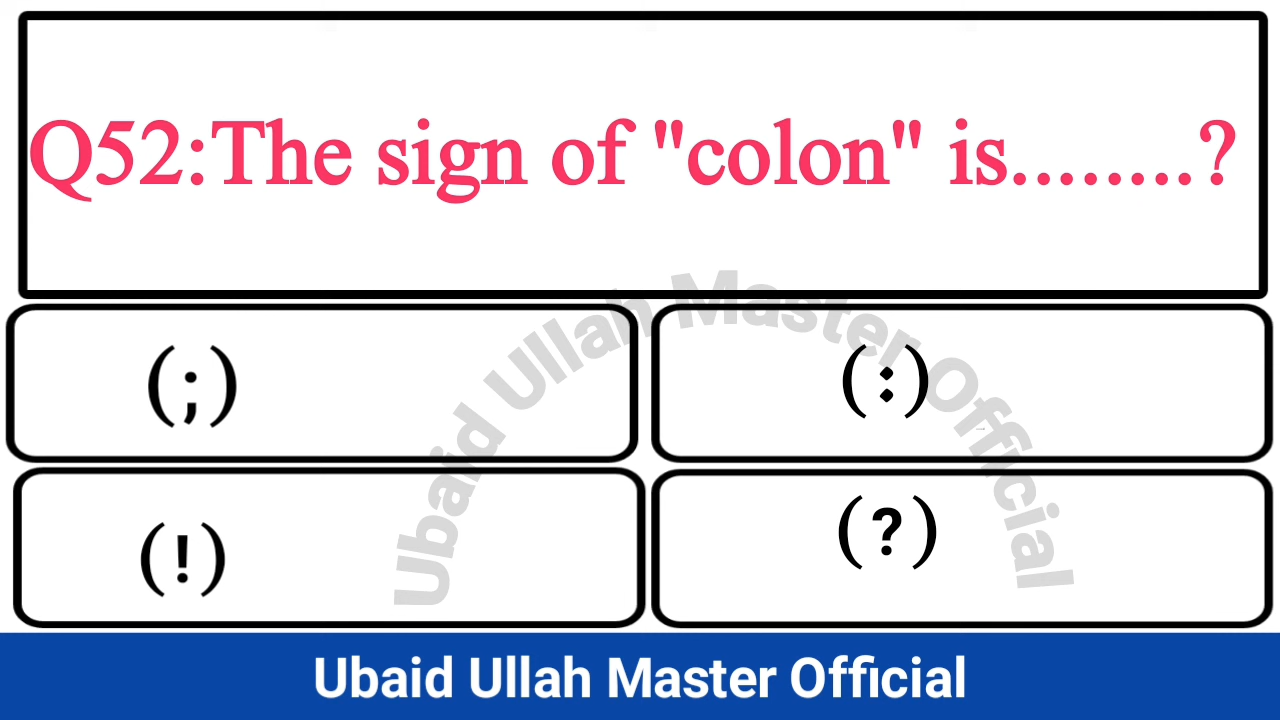 Q52:The sign of "colon" is........?
(;)
(:)
(!)
(?)
Ubaid Ullah Master Official
Ubaid Ullah Master Official